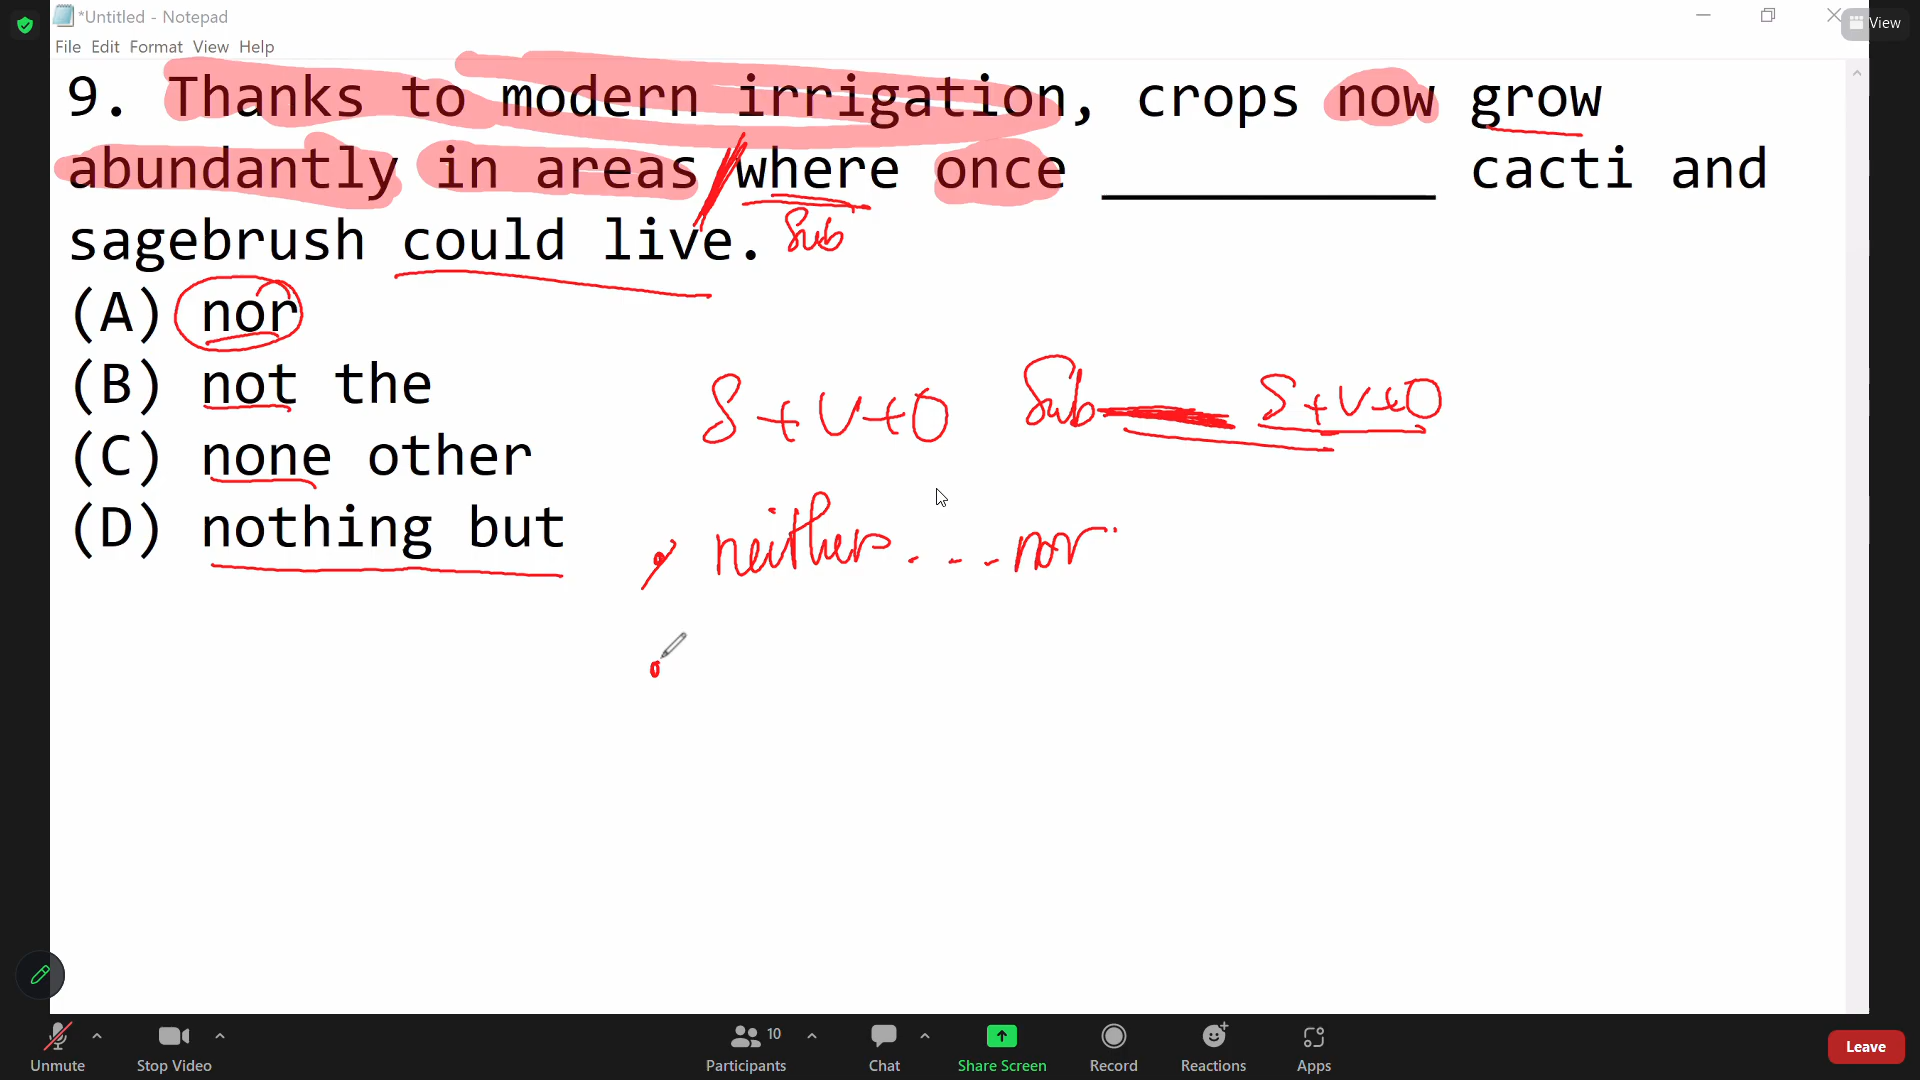 *Untitled - Notepad
View
File Edit Format View Help
9. Thanks to modern irrigation, crops now grow
abundantly in areas where once __________ cacti and
sagebrush could live.
Sub
(A) nor
(B) not the
(C) none other
(D) nothing but
S + V + O Sub S + V + O
neither . . . nor
10
Unmute Stop Video Participants Chat Share Screen Record Reactions Apps Leave